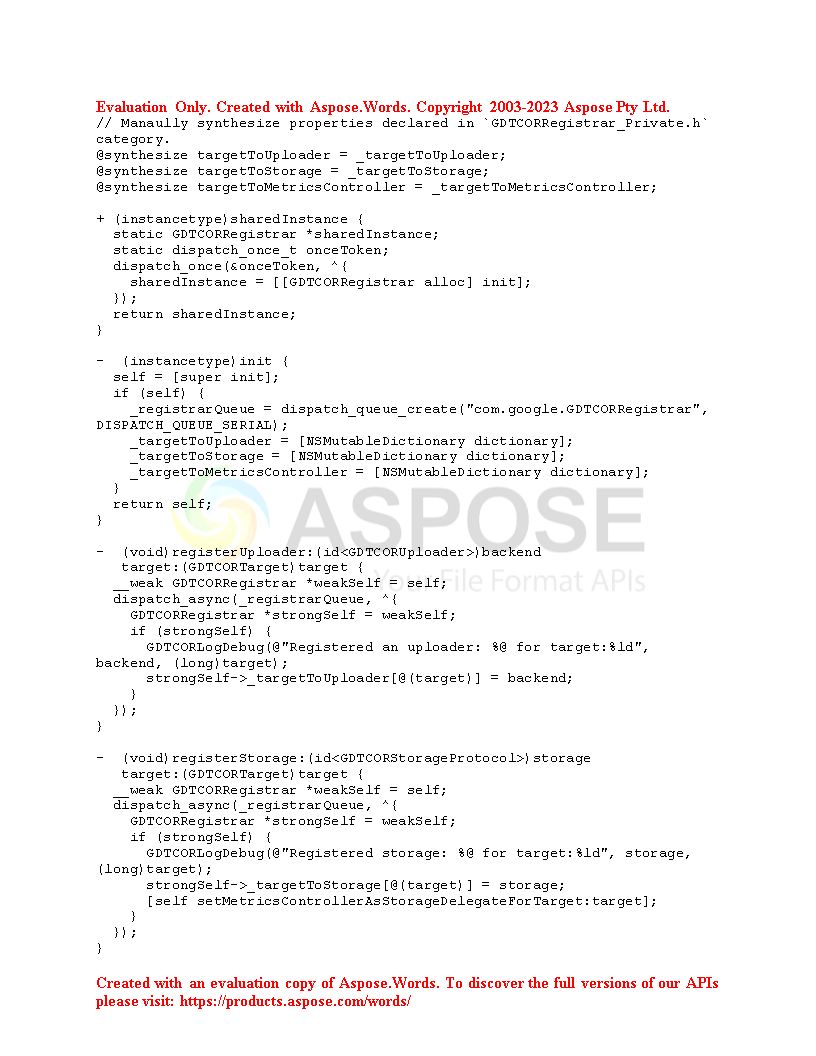 Evaluation Only. Created with Aspose.Words. Copyright 2003-2023 Aspose Pty Ltd.
// Manaully synthesize properties declared in `GDTCORRegistrar_Private.h`
category.
@synthesize targetToUploader = _targetToUploader;
@synthesize targetToStorage = _targetToStorage;
@synthesize targetToMetricsController = _targetToMetricsController;

+ (instancetype)sharedInstance {
  static GDTCORRegistrar *sharedInstance;
  static dispatch_once_t onceToken;
  dispatch_once(&onceToken, ^{
    sharedInstance = [[GDTCORRegistrar alloc] init];
  });
  return sharedInstance;
}

-  (instancetype)init {
  self = [super init];
  if (self) {
    _registrarQueue = dispatch_queue_create("com.google.GDTCORRegistrar",
DISPATCH_QUEUE_SERIAL);
    _targetToUploader = [NSMutableDictionary dictionary];
    _targetToStorage = [NSMutableDictionary dictionary];
    _targetToMetricsController = [NSMutableDictionary dictionary];
  }
  return self;
}
ASPOSE
Your File Format APIs

-  (void)registerUploader:(id<GDTCORUploader>)backend
   target:(GDTCORTarget)target {
  __weak GDTCORRegistrar *weakSelf = self;
  dispatch_async(_registrarQueue, ^{
    GDTCORRegistrar *strongSelf = weakSelf;
    if (strongSelf) {
      GDTCORLogDebug(@"Registered an uploader: %@ for target:%ld",
backend, (long)target);
      strongSelf->_targetToUploader[@(target)] = backend;
    }
  });
}

-  (void)registerStorage:(id<GDTCORStorageProtocol>)storage
   target:(GDTCORTarget)target {
  __weak GDTCORRegistrar *weakSelf = self;
  dispatch_async(_registrarQueue, ^{
    GDTCORRegistrar *strongSelf = weakSelf;
    if (strongSelf) {
      GDTCORLogDebug(@"Registered storage: %@ for target:%ld", storage,
(long)target);
      strongSelf->_targetToStorage[@(target)] = storage;
      [self setMetricsControllerAsStorageDelegateForTarget:target];
    }
  });
}

Created with an evaluation copy of Aspose.Words. To discover the full versions of our APIs
please visit: https://products.aspose.com/words/